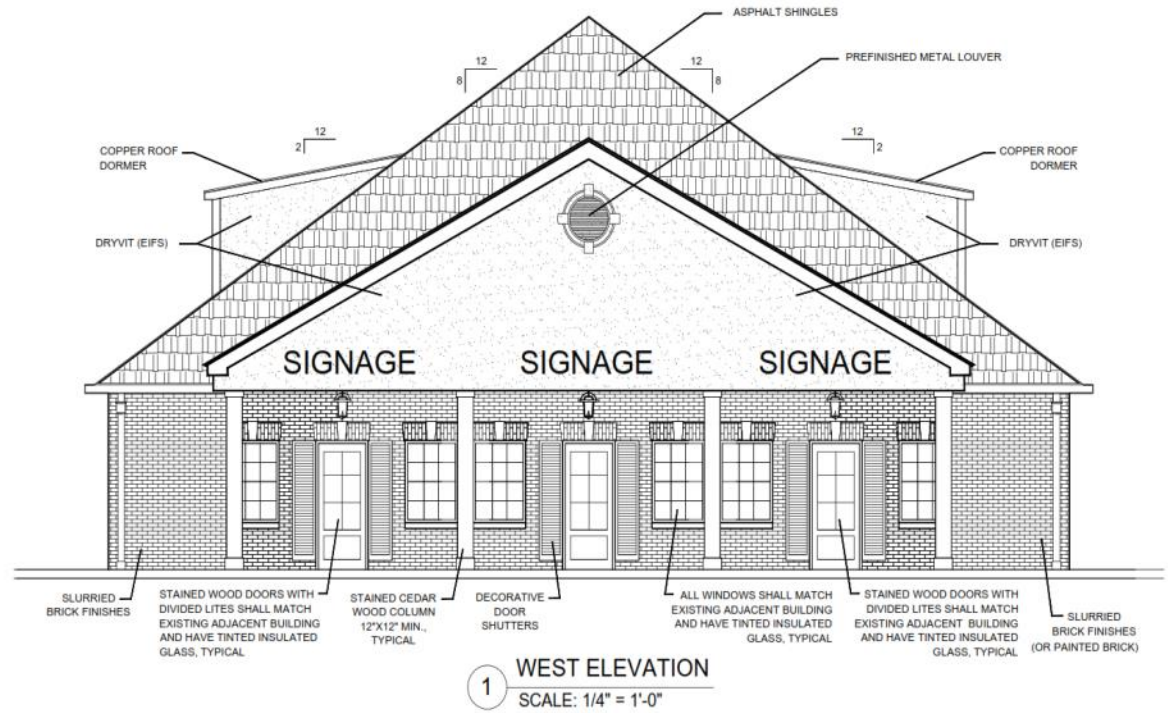 ASPHALT SHINGLES
PREFINISHED METAL LOUVER
12
8
12
8
12
2
12
2
COPPER ROOF
DORMER
COPPER ROOF
DORMER
DRYVIT (EIFS)
DRYVIT (EIFS)
SIGNAGE
SIGNAGE
SIGNAGE
SLURRIED
BRICK FINISHES
STAINED WOOD DOORS WITH
DIVIDED LITES SHALL MATCH
EXISTING ADJACENT BUILDING
AND HAVE TINTED INSULATED
GLASS, TYPICAL
STAINED CEDAR
WOOD COLUMN
12"X12" MIN.,
TYPICAL
DECORATIVE
DOOR
SHUTTERS
ALL WINDOWS SHALL MATCH
EXISTING ADJACENT BUILDING
AND HAVE TINTED INSULATED
GLASS, TYPICAL
STAINED WOOD DOORS WITH
DIVIDED LITES SHALL MATCH
EXISTING ADJACENT BUILDING
AND HAVE TINTED INSULATED
GLASS, TYPICAL
SLURRIED
BRICK FINISHES
(OR PAINTED BRICK)
1
WEST ELEVATION
SCALE: 1/4" = 1'-0"